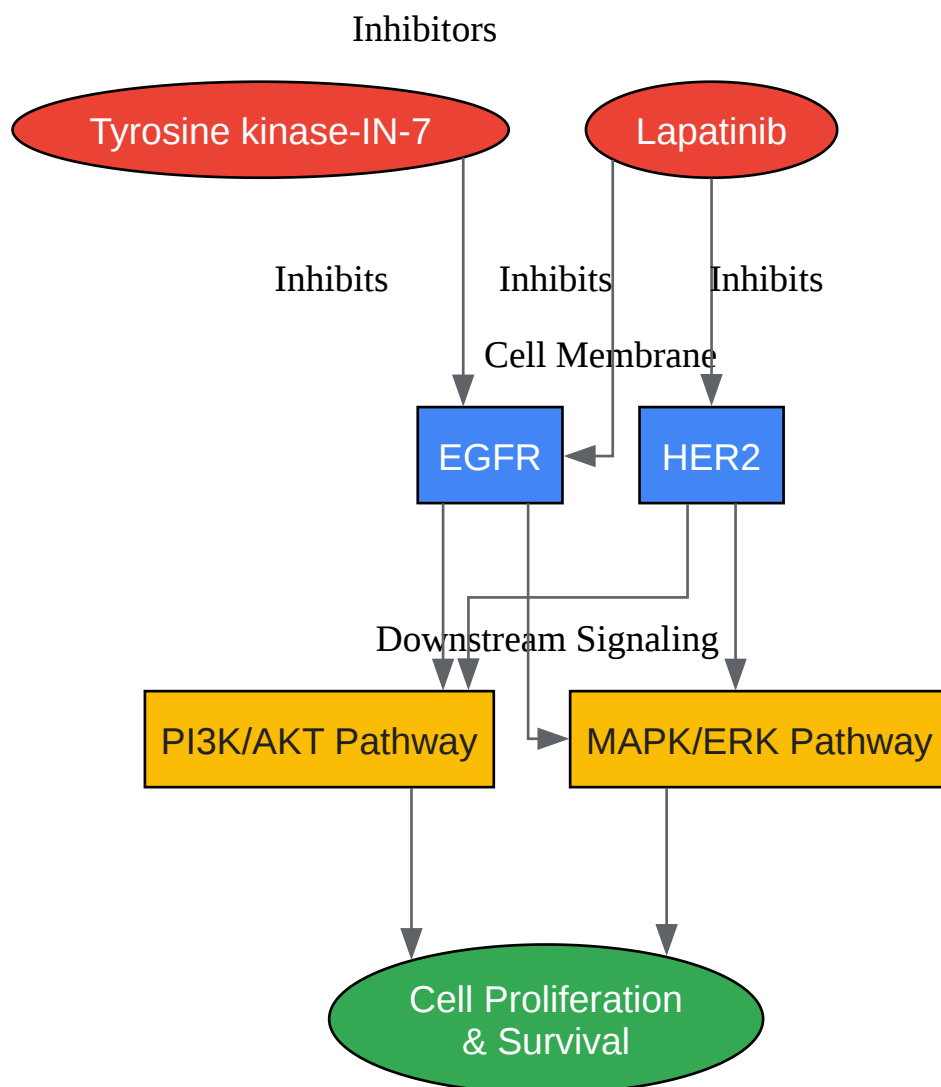 Inhibitors
Tyrosine kinase-IN-7
Lapatinib
Inhibits
Inhibits
Inhibits
Cell Membrane
EGFR
HER2
Downstream Signaling
PI3K/AKT Pathway
MAPK/ERK Pathway
Cell Proliferation
& Survival